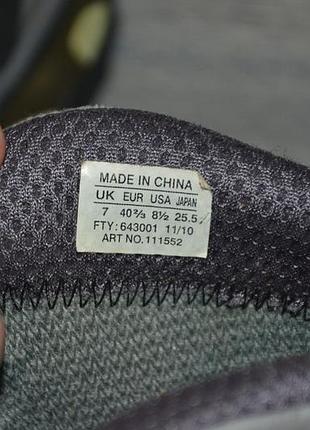 MADE IN CHINA
UK EUR USA JAPAN
7 40⅔ 8½ 25.5
FTY: 643001 11/10
ART NO. 111552